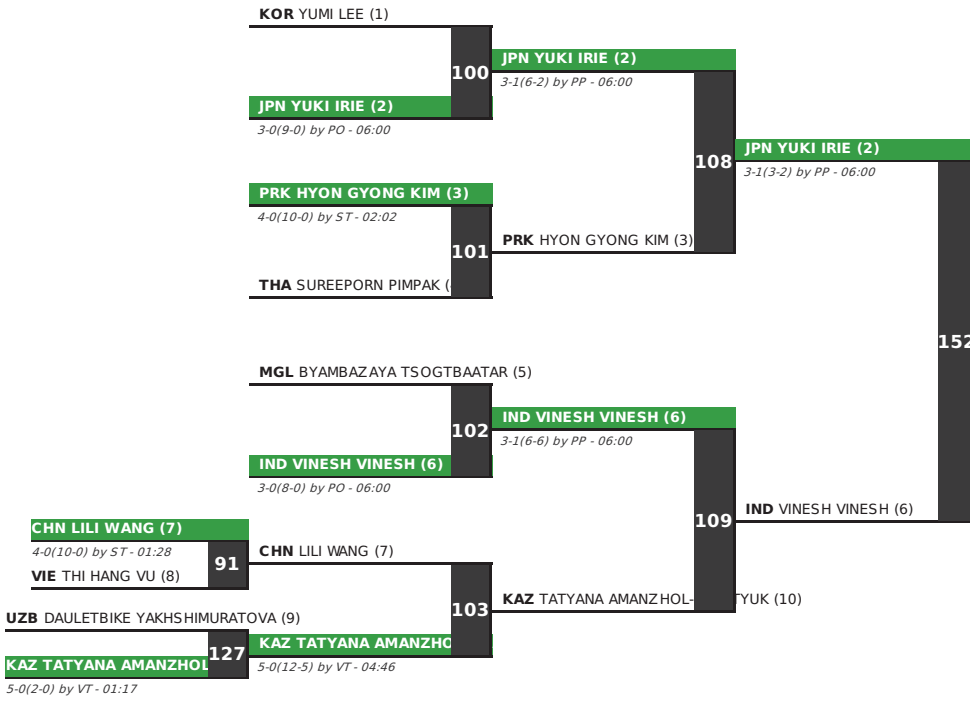 KOR YUMI LEE (1)
100
JPN YUKI IRIE (2)
3-0(9-0) by PO - 06:00
JPN YUKI IRIE (2)
3-1(6-2) by PP - 06:00
108
PRK HYON GYONG KIM (3)
4-0(10-0) by ST - 02:02
101
THA SUREEPORN PIMPAK (
PRK HYON GYONG KIM (3)
JPN YUKI IRIE (2)
3-1(3-2) by PP - 06:00
152
MGL BYAMBAZAYA TSOGTBAATAR (5)
102
IND VINESH VINESH (6)
3-0(8-0) by PO - 06:00
IND VINESH VINESH (6)
3-1(6-6) by PP - 06:00
109
IND VINESH VINESH (6)
CHN LILI WANG (7)
4-0(10-0) by ST - 01:28
91
VIE THI HANG VU (8)
CHN LILI WANG (7)
103
KAZ TATYANA AMANZHOL- TYUK (10)
UZB DAULETBIKE YAKHSHIMURATOVA (9)
127
KAZ TATYANA AMANZHOL
5-0(2-0) by VT - 01:17
KAZ TATYANA AMANZHO
5-0(12-5) by VT - 04:46